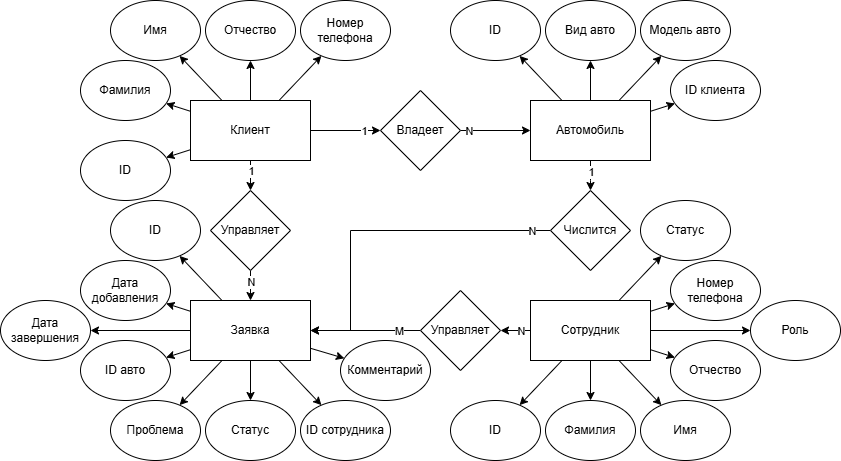 Имя
Отчество
Номер
телефона
ID
Вид авто
Модель авто
Фамилия
ID клиента
Клиент
1
Владеет
N
Автомобиль
ID
1
1
ID
Управляет
N
Числится
Статус
Дата
добавления
N
Номер
телефона
Дата
завершения
Заявка
M
Управляет
N
Сотрудник
Роль
ID авто
Комментарий
Отчество
Проблема
Статус
ID сотрудника
ID
Фамилия
Имя